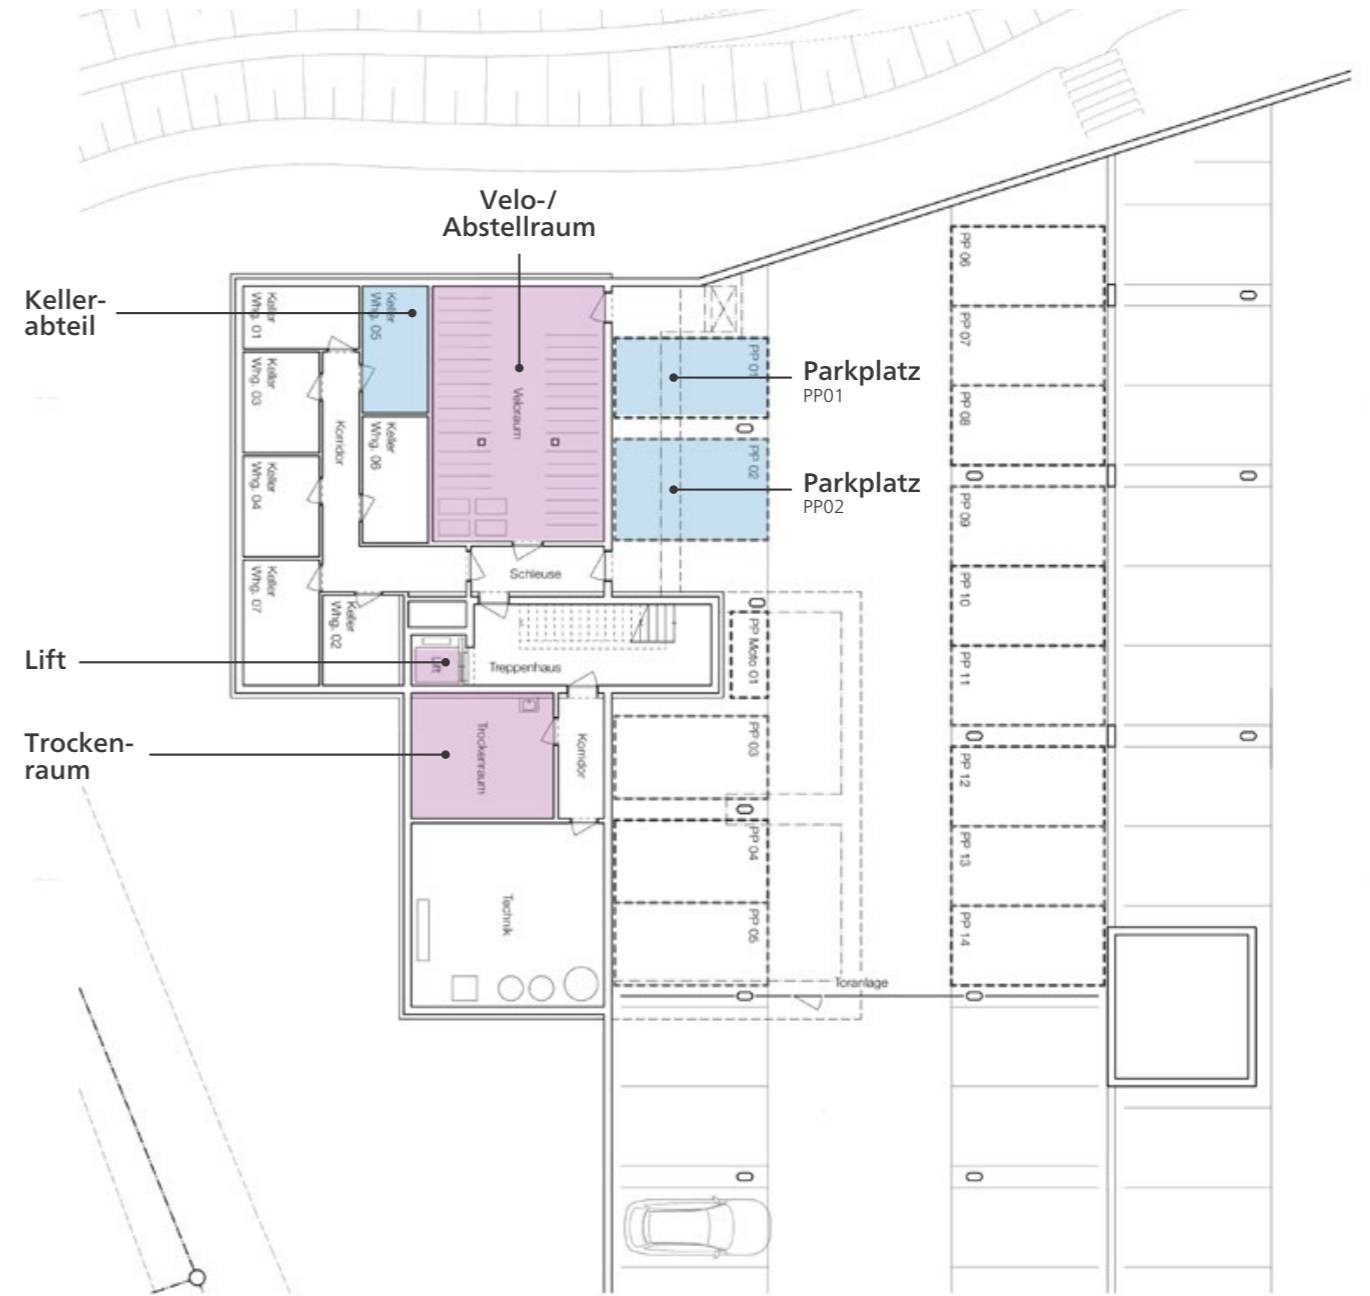 Velo-/
Abstellraum
Keller-
abteil
Keller
Whg. 01
Keller
Whg. 05
Keller
Whg. 03
Keller
Whg. 04
Keller
Whg. 07
Keller
Whg. 06
Keller
Whg. 02
Korridor
Veloraum
Schleuse
PP 01
Parkplatz
PP01
PP 02
Parkplatz
PP02
Lift
Lift
Treppenhaus
PP Moto 01
Trocken-
raum
Trockenraum
Korridor
Technik
PP 03
PP 04
PP 05
Toranlage
PP 06
PP 07
PP 08
PP 09
PP 10
PP 11
PP 12
PP 13
PP 14